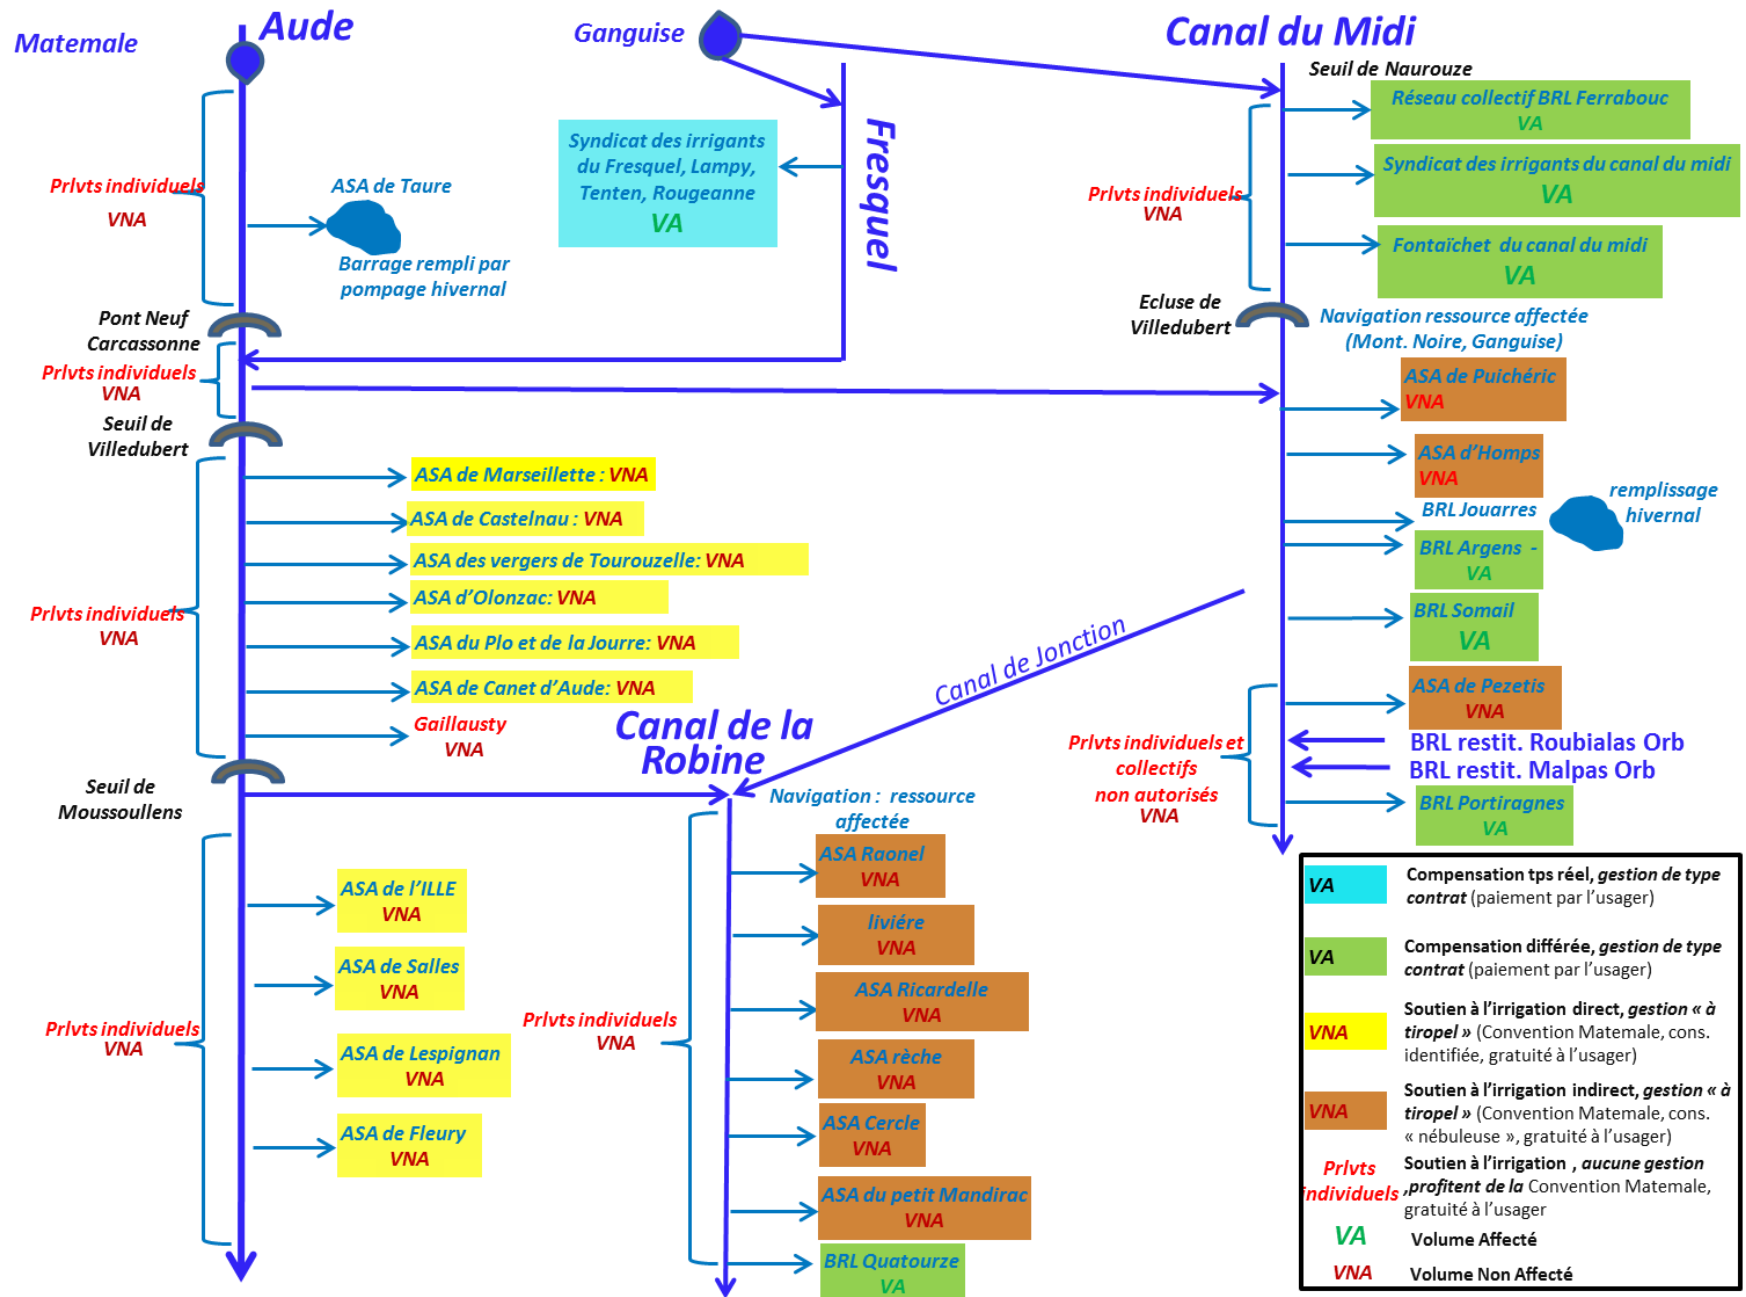 Matemale
Aude
Ganguise
Canal du Midi
Seuil de Naurouze
Réseau collectif BRL Ferrabouc
VA
Syndicat des irrigants
du Fresquel, Lampy,
Tenten, Rougeanne
VA
Fresquel
Syndicat des irrigants du canal du midi
VA
Prlvts individuels
VNA
ASA de Taure
Barrage rempli par
pompage hivernal
Prlvts individuels
VNA
Fontaïchet du canal du midi
VA
Pont Neuf
Carcassonne
Ecluse de
Villedubert
Navigation ressource affectée
(Mont. Noire, Ganguise)
Prlvts individuels
VNA
ASA de Puichéric
VNA
Seuil de
Villedubert
ASA d'Homps
VNA
ASA de Marseillette : VNA
ASA de Castelnau : VNA
ASA des vergers de Tourouzelle: VNA
ASA d'Olonzac: VNA
ASA du Plo et de la Jourre: VNA
ASA de Canet d'Aude: VNA
Gaillausty
VNA
Prlvts individuels
VNA
BRL Jouarres
remplissage
hivernal
BRL Argens -
VA
BRL Somail
VA
Canal de Jonction
ASA de Pezetis
VNA
Prlvts individuels et
collectifs
non autorisés
VNA
BRL restit. Roubialas Orb
BRL restit. Malpas Orb
BRL Portiragnes
VA
Canal de la
Robine
Seuil de
Moussoullens
Navigation : ressource
affectée
ASA de l'ILLE
VNA
ASA de Salles
VNA
Prlvts individuels
VNA
ASA de Lespignan
VNA
ASA de Fleury
VNA
Prlvts individuels
VNA
ASA Raonel
VNA
liviére
VNA
ASA Ricardelle
VNA
ASA rèche
VNA
ASA Cercle
VNA
ASA du petit Mandirac
VNA
BRL Quatourze
VA
VA
Compensation tps réel, gestion de type
contrat (paiement par l'usager)
VA
Compensation différée, gestion de type
contrat (paiement par l'usager)
VNA
Soutien à l'irrigation direct, gestion « à
tiropel » (Convention Matemale, cons.
identifiée, gratuité à l'usager)
VNA
Soutien à l'irrigation indirect, gestion « à
tiropel » (Convention Matemale, cons.
« nébuleuse », gratuité à l'usager)
Prlvts
individuels
Soutien à l'irrigation , aucune gestion
,profitent de la Convention Matemale,
gratuité à l'usager
VA
Volume Affecté
VNA
Volume Non Affecté